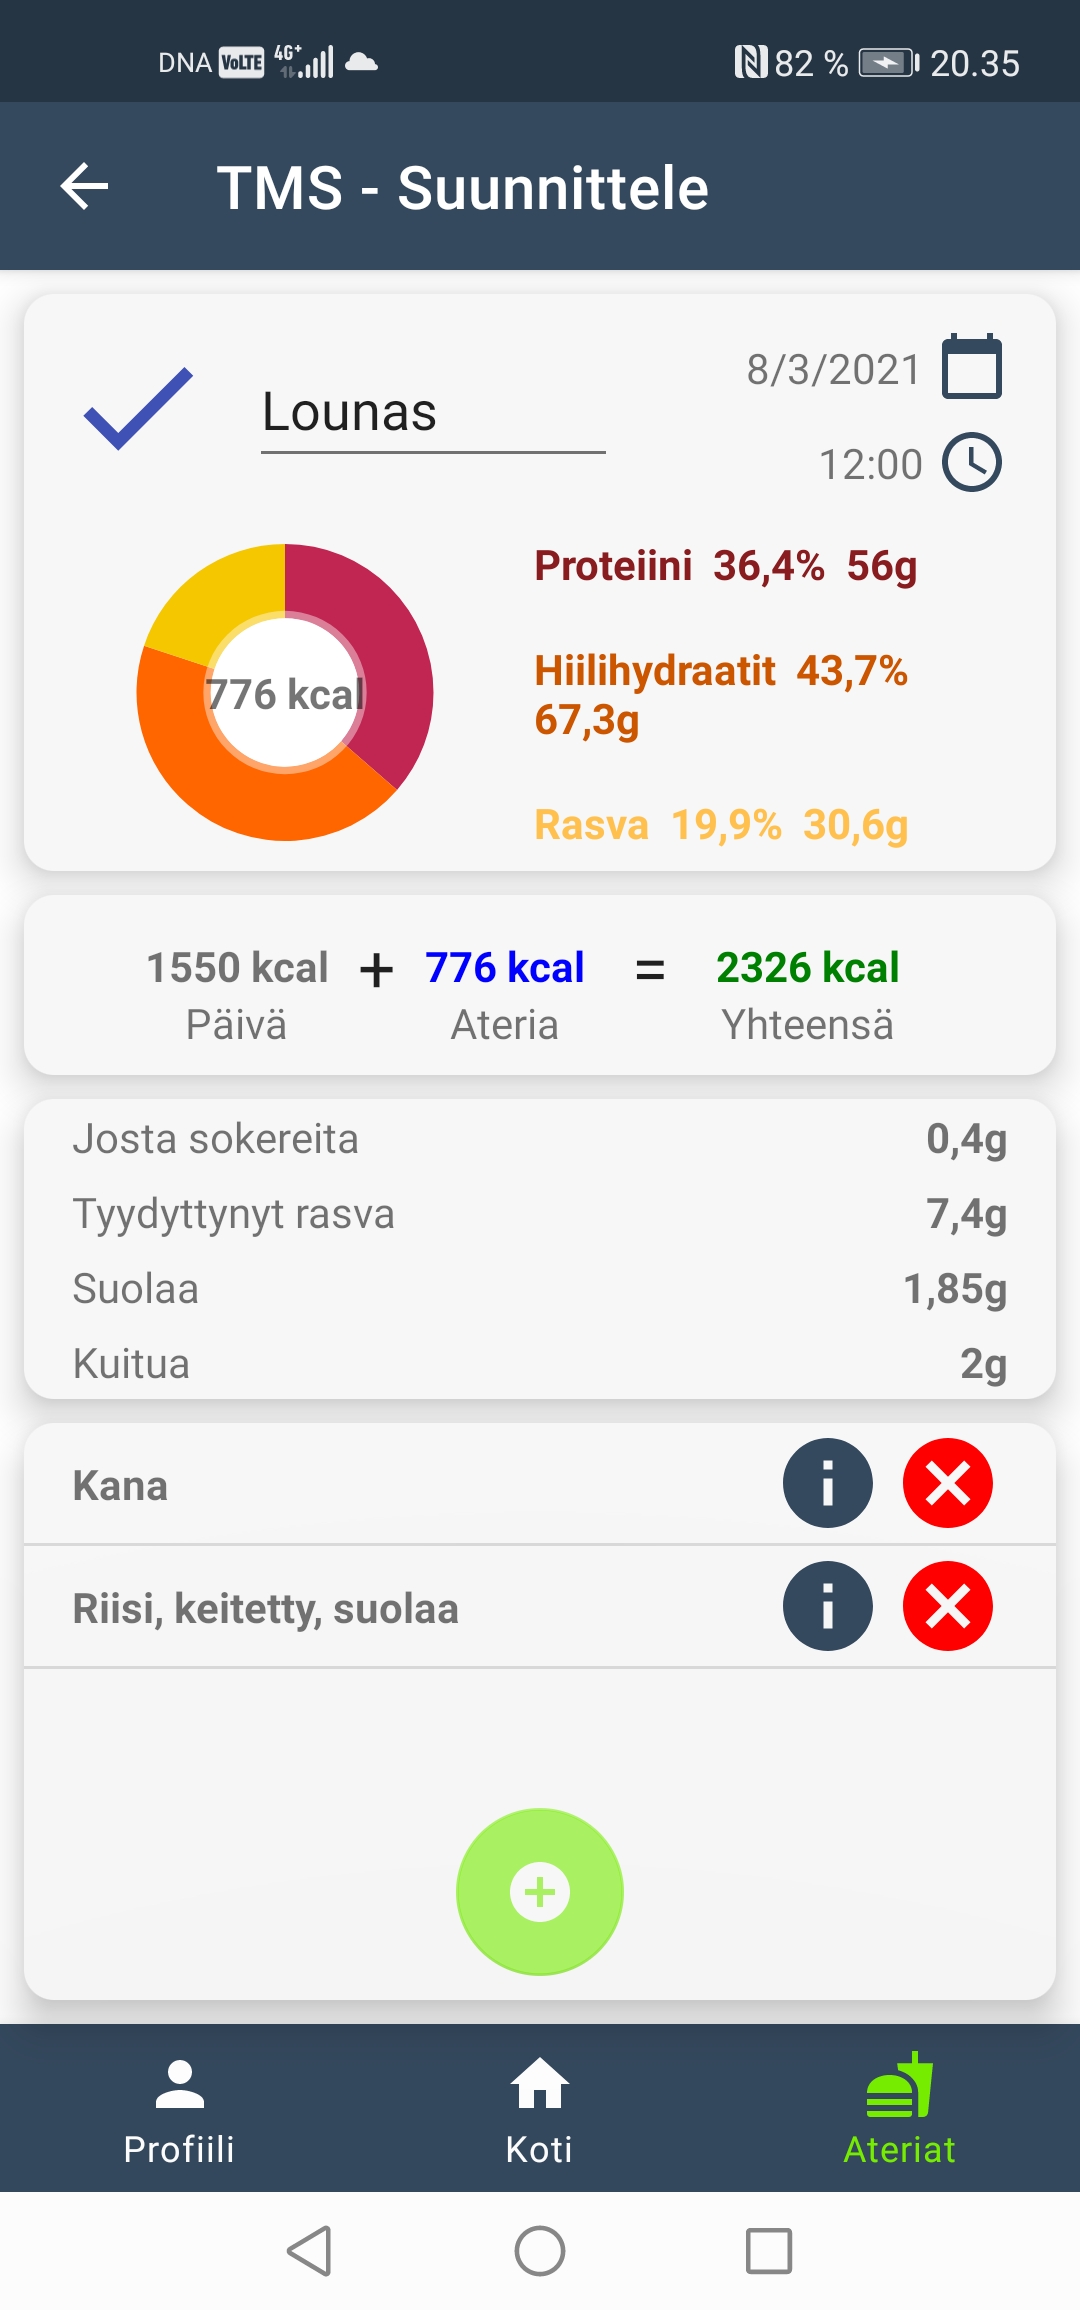 DNA VoLTE 4G+ 82 % 20.35
TMS - Suunnittele
8/3/2021
Lounas
12:00
Proteiini 36,4% 56g
Hiilihydraatit 43,7%
67,3g
776 kcal
Rasva 19,9% 30,6g
1550 kcal + 776 kcal = 2326 kcal
Päivä Ateria Yhteensä
Josta sokereita 0,4g
Tyydyttynyt rasva 7,4g
Suolaa 1,85g
Kuitua 2g
Kana
Riisi, keitetty, suolaa
Profiili Koti Ateriat